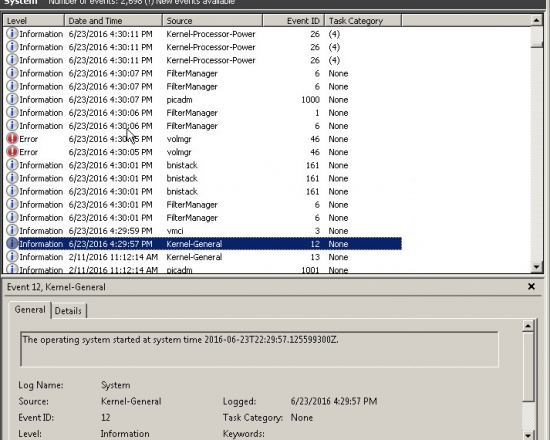 System Number of events: 2,698 (!) New events available
Level Date and Time Source Event ID Task Category
Information 6/23/2016 4:30:11 PM Kernel-Processor-Power 26 (4)
Information 6/23/2016 4:30:11 PM Kernel-Processor-Power 26 (4)
Information 6/23/2016 4:30:11 PM Kernel-Processor-Power 26 (4)
Information 6/23/2016 4:30:07 PM FilterManager 6 None
Information 6/23/2016 4:30:07 PM FilterManager 6 None
Information 6/23/2016 4:30:07 PM picadm 1000 None
Information 6/23/2016 4:30:06 PM FilterManager 1 None
Information 6/23/2016 4:30:06 PM FilterManager 6 None
Error 6/23/2016 4:30:05 PM volmgr 46 None
Error 6/23/2016 4:30:05 PM volmgr 46 None
Information 6/23/2016 4:30:01 PM bnistack 161 None
Information 6/23/2016 4:30:01 PM bnistack 161 None
Information 6/23/2016 4:30:01 PM bnistack 161 None
Information 6/23/2016 4:30:01 PM FilterManager 6 None
Information 6/23/2016 4:30:01 PM FilterManager 6 None
Information 6/23/2016 4:29:59 PM vmci 3 None
Information 6/23/2016 4:29:57 PM Kernel-General 12 None
Information 2/11/2016 11:12:14 AM Kernel-General 13 None
Information 2/11/2016 11:12:14 AM picadm 1001 None
Event 12, Kernel-General
General Details
The operating system started at system time 2016-06-23T22:29:57.125599300Z.
Log Name: System
Source: Kernel-General Logged: 6/23/2016 4:29:57 PM
Event ID: 12 Task Category: None
Level: Information Keywords: